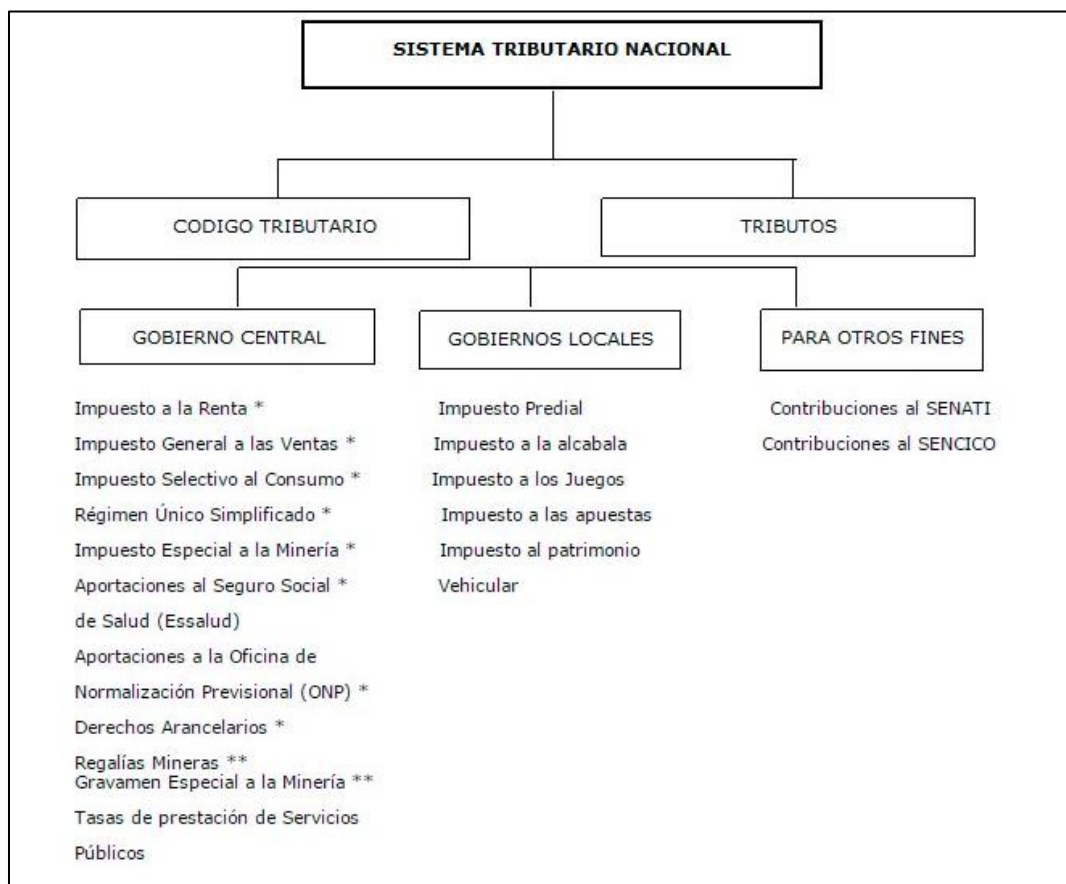 SISTEMA TRIBUTARIO NACIONAL
CODIGO TRIBUTARIO
TRIBUTOS
GOBIERNO CENTRAL
GOBIERNOS LOCALES
PARA OTROS FINES
Impuesto a la Renta *
Impuesto General a las Ventas *
Impuesto Selectivo al Consumo *
Régimen Único Simplificado *
Impuesto Especial a la Minería *
Aportaciones al Seguro Social *
de Salud (Essalud)
Aportaciones a la Oficina de
Normalización Previsional (ONP) *
Derechos Arancelarios *
Regalías Mineras **
Gravamen Especial a la Minería **
Tasas de prestación de Servicios
Públicos
Impuesto Predial
Impuesto a la alcabala
Impuesto a los Juegos
Impuesto a las apuestas
Impuesto al patrimonio
Vehicular
Contribuciones al SENATI
Contribuciones al SENCICO